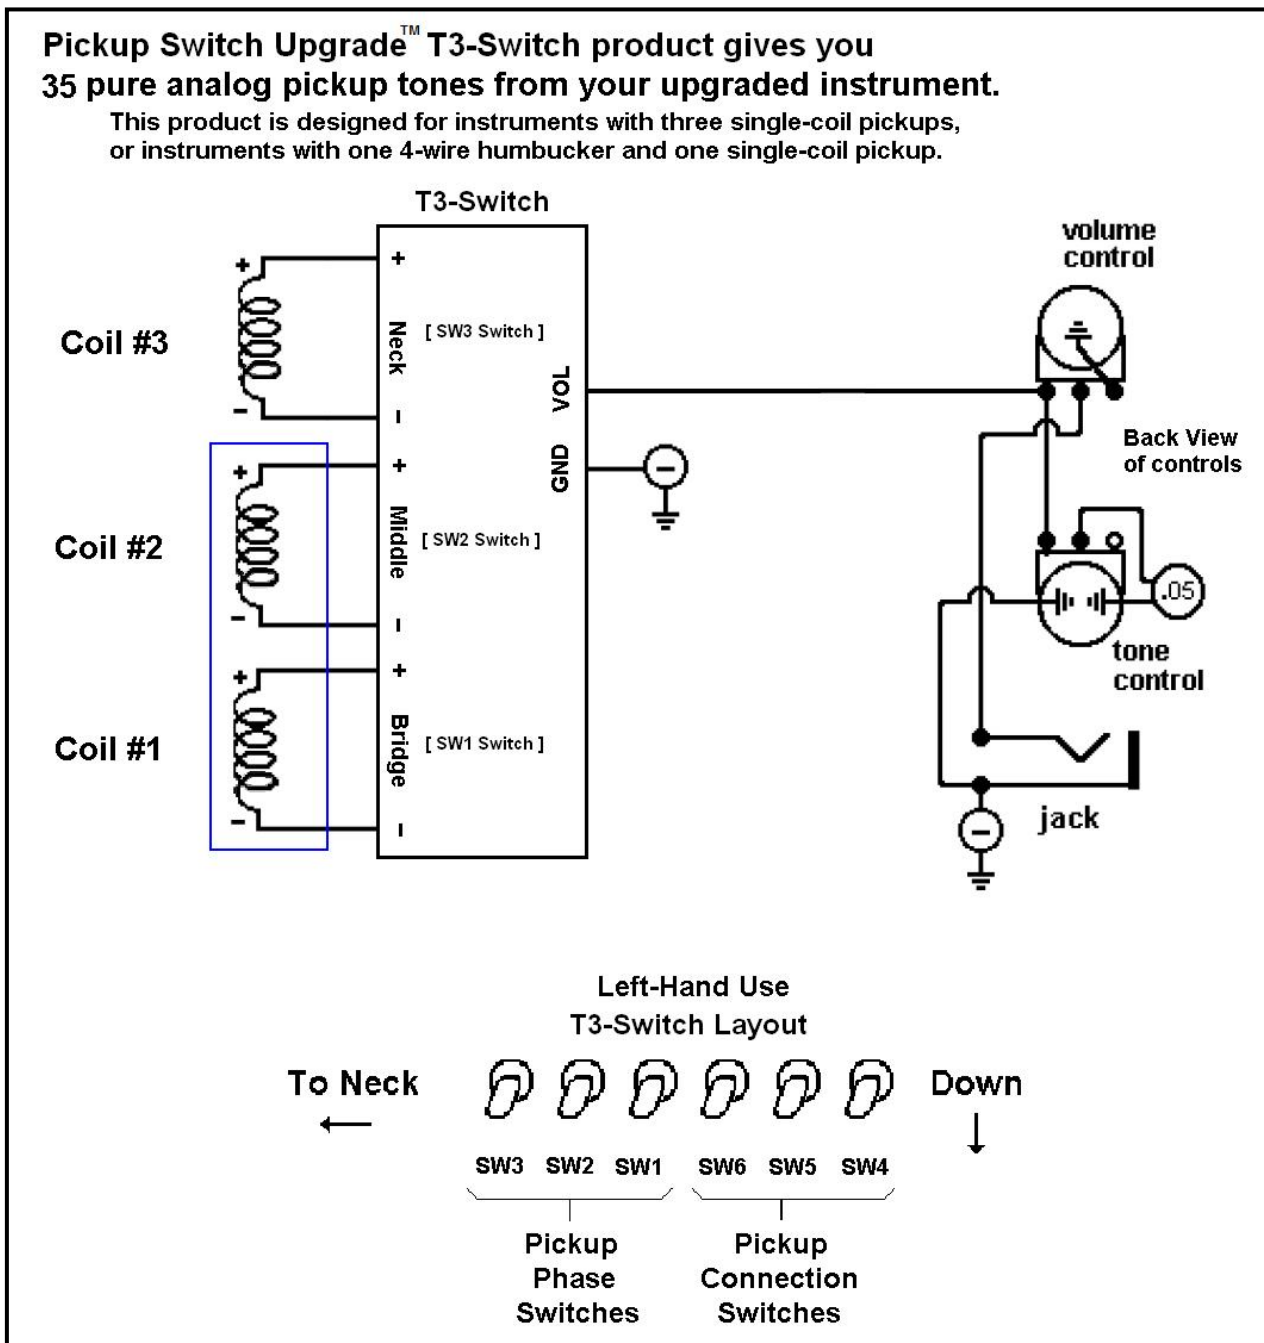 Pickup Switch Upgrade™ T3-Switch product gives you
35 pure analog pickup tones from your upgraded instrument.
This product is designed for instruments with three single-coil pickups,
or instruments with one 4-wire humbucker and one single-coil pickup.
T3-Switch
volume
control
+
+
[ SW3 Switch ]
Neck
Coil #3
VOL
-
-
Back View
of controls
+
+
GND
-
Middle
[ SW2 Switch ]
Coil #2
.05
-
-
tone
control
+
+
Bridge
[ SW1 Switch ]
Coil #1
-
-
jack
-
Left-Hand Use
T3-Switch Layout
To Neck
←
Down
↓
SW3 SW2 SW1 SW6 SW5 SW4
Pickup
Phase
Switches
Pickup
Connection
Switches